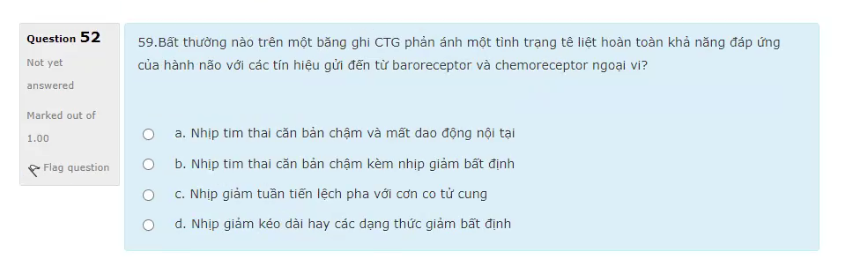 Question 52
Not yet
answered
Marked out of
1.00
Flag question
59.Bất thường nào trên một băng ghi CTG phản ánh một tình trạng tê liệt hoàn toàn khả năng đáp ứng
của hành não với các tín hiệu gửi đến từ baroreceptor và chemoreceptor ngoại vi?
a. Nhịp tim thai căn bản chậm và mất dao động nội tại
b. Nhịp tim thai căn bản chậm kèm nhịp giảm bất định
c. Nhịp giảm tuần tiến lệch pha với cơn co tử cung
d. Nhịp giảm kéo dài hay các dạng thức giảm bất định